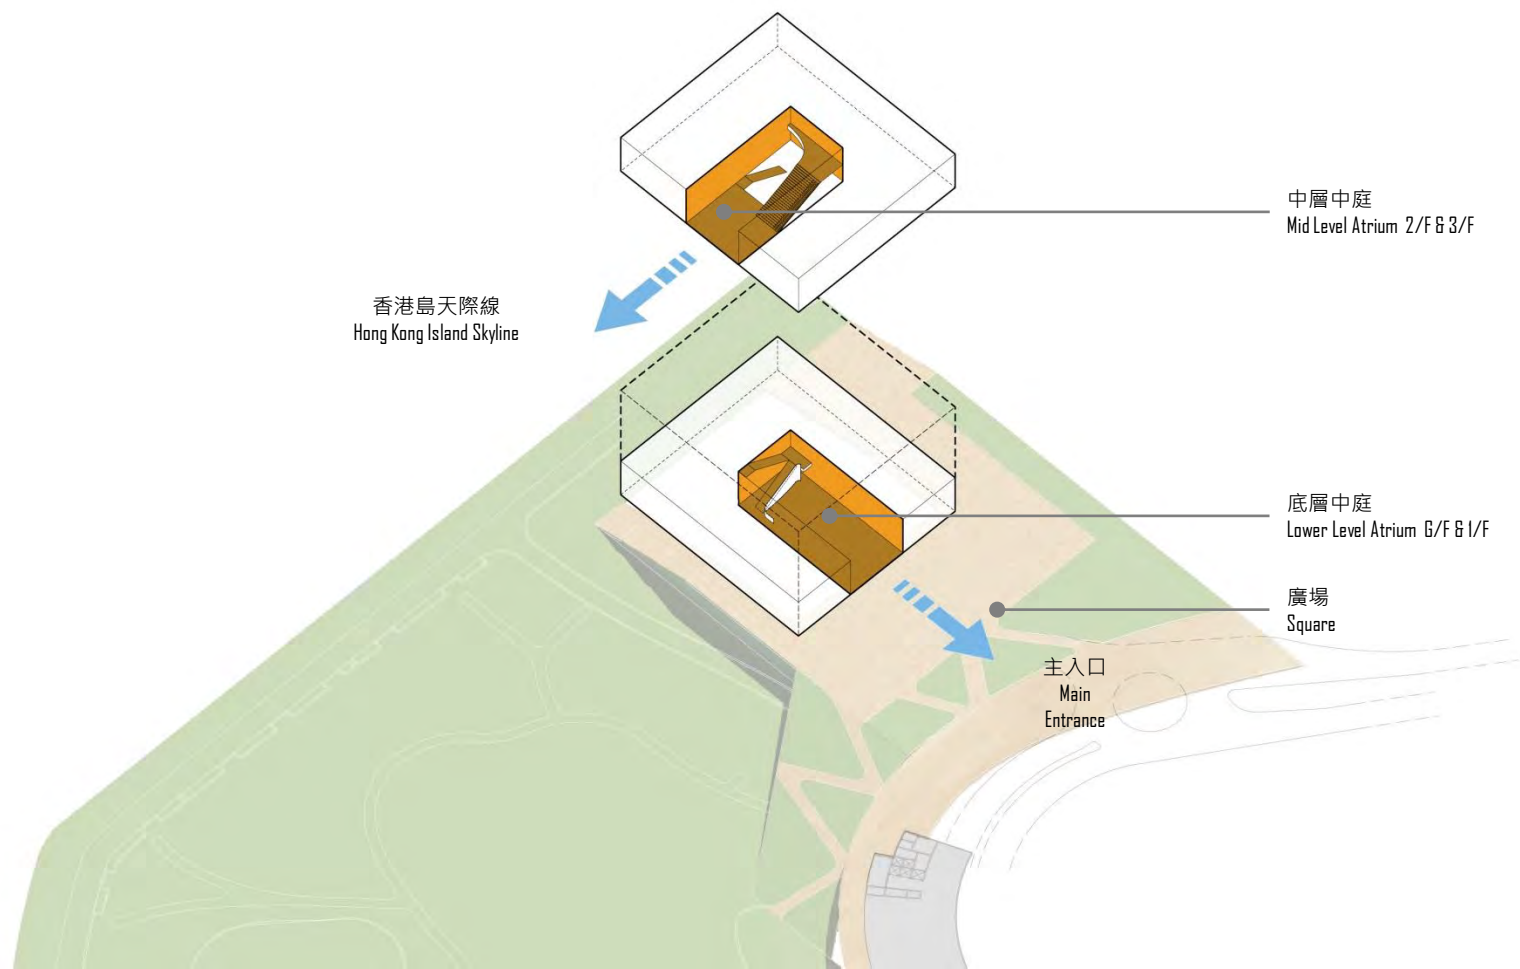 中層中庭
Mid Level Atrium 2/F & 3/F
香港島天際線
Hong Kong Island Skyline
底層中庭
Lower Level Atrium G/F & 1/F
廣場
Square
主入口
Main
Entrance